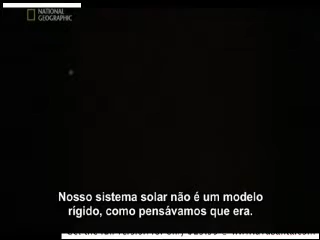 NATIONAL
GEOGRAPHIC
Nosso sistema solar não é um modelo
rígido, como pensávamos que era.